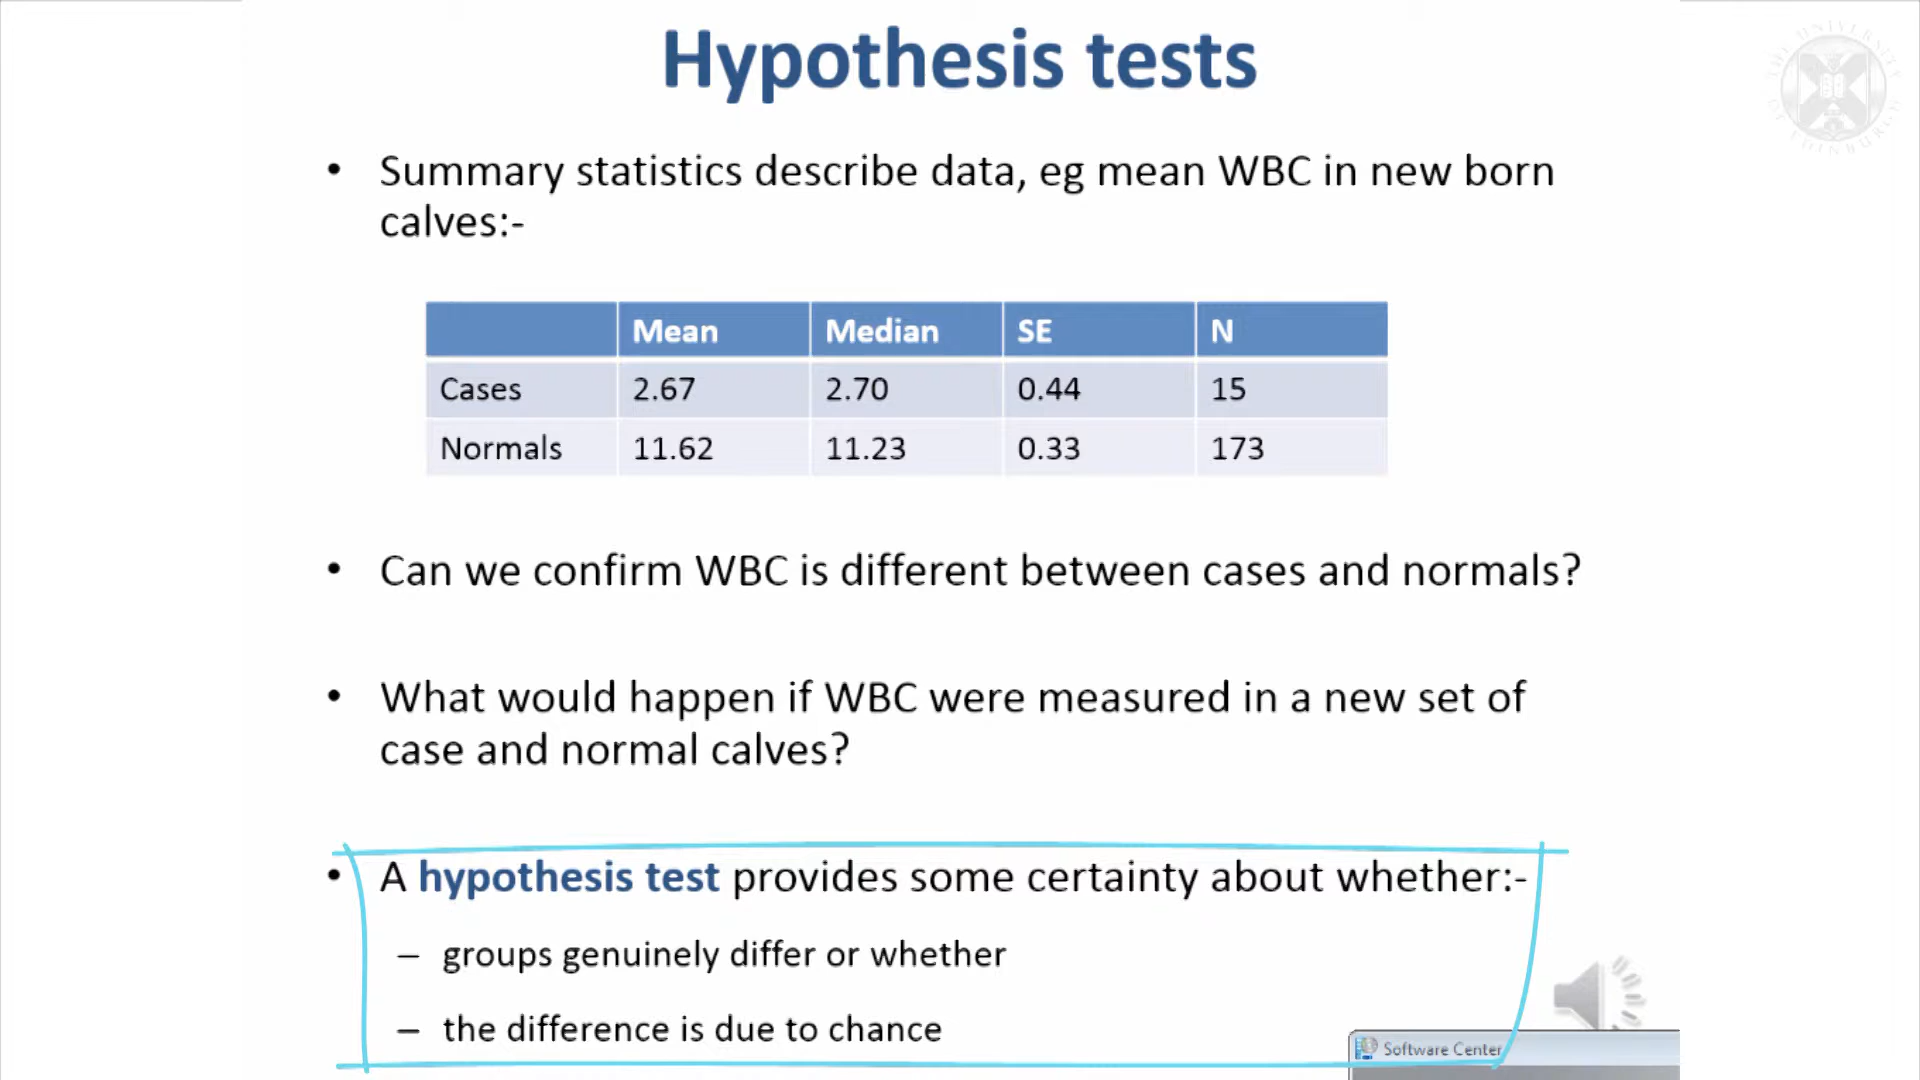 Hypothesis tests
THE UNIVERSITY OF EDINBURGH
• Summary statistics describe data, eg mean WBC in new born
calves:-
Mean Median SE N
Cases 2.67 2.70 0.44 15
Normals 11.62 11.23 0.33 173
• Can we confirm WBC is different between cases and normals?
• What would happen if WBC were measured in a new set of
case and normal calves?
• A hypothesis test provides some certainty about whether:-
– groups genuinely differ or whether
– the difference is due to chance
Software Center